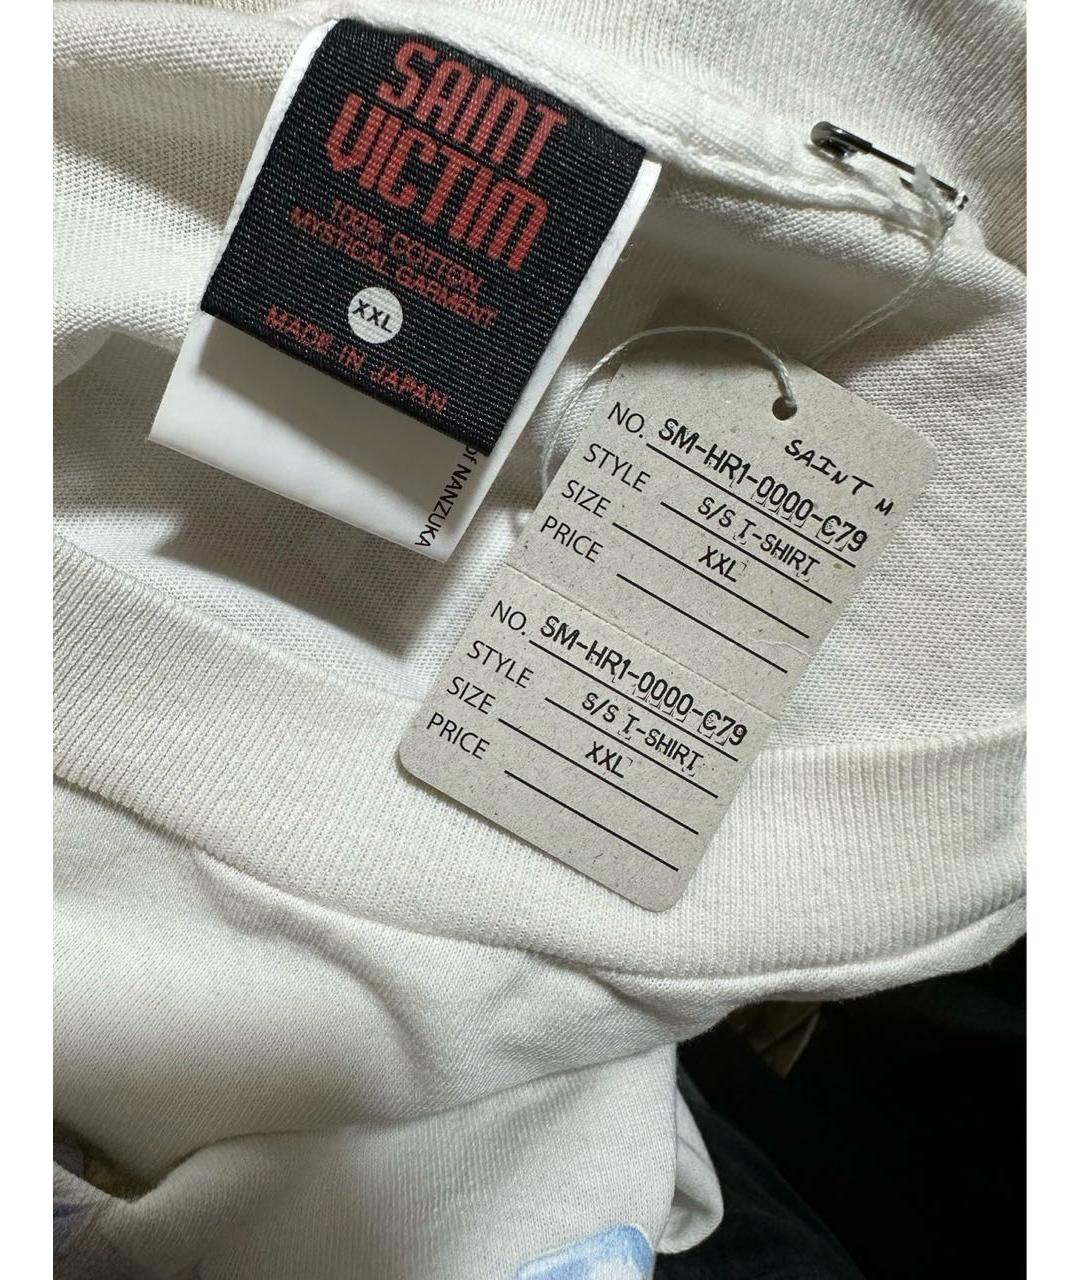 SAINT
VICTIM
100% COTTON
MYSTICAL GARMENT
XXL
MADE IN JAPAN
of NANZUKA
SAINT M
NO. SM-HR1-0000-C79
STYLE S/S T-SHIRT
SIZE XXL
PRICE
NO. SM-HR1-0000-C79
STYLE S/S T-SHIRT
SIZE XXL
PRICE